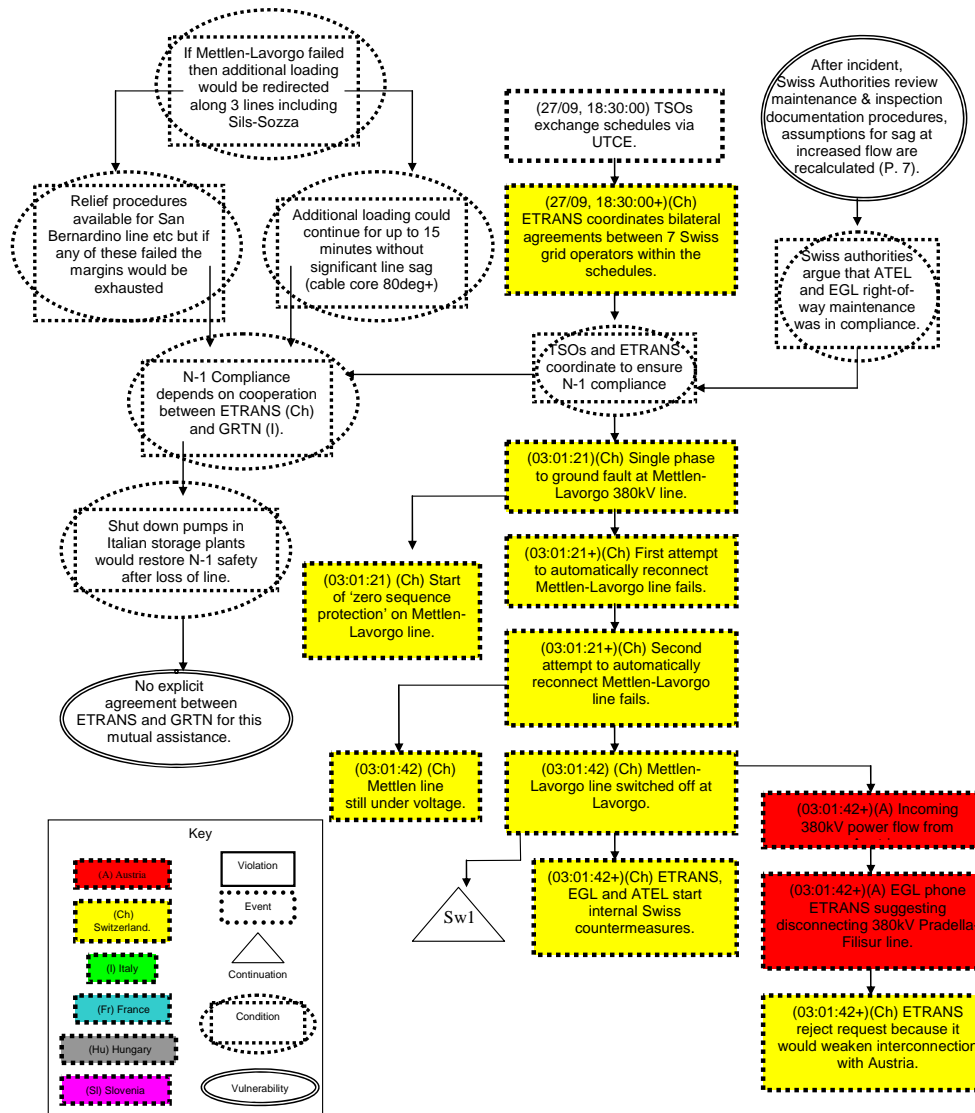 If Mettlen-Lavorgo failed
then additional loading
would be redirected
along 3 lines including
Sils-Sozza
After incident,
Swiss Authorities review
maintenance & inspection
documentation procedures,
assumptions for sag at
increased flow are
recalculated (P. 7).
(27/09, 18:30:00) TSOs
exchange schedules via
UTCE.
Relief procedures
available for San
Bernardino line etc but if
any of these failed the
margins would be
exhausted
Additional loading could
continue for up to 15
minutes without
significant line sag
(cable core 80deg+)
(27/09, 18:30:00+)(Ch)
ETRANS coordinates bilateral
agreements between 7 Swiss
grid operators within the
schedules.
Swiss authorities
argue that ATEL
and EGL right-of-
way maintenance
was in compliance.
N-1 Compliance
depends on cooperation
between ETRANS (Ch)
and GRTN (I).
TSOs and ETRANS
coordinate to ensure
N-1 compliance
(03:01:21)(Ch) Single phase
to ground fault at Mettlen-
Lavorgo 380kV line.
Shut down pumps in
Italian storage plants
would restore N-1 safety
after loss of line.
(03:01:21+)(Ch) First attempt
to automatically reconnect
Mettlen-Lavorgo line fails.
(03:01:21) (Ch) Start
of ‘zero sequence
protection’ on Mettlen-
Lavorgo line.
(03:01:21+)(Ch) Second
attempt to automatically
reconnect Mettlen-Lavorgo
line fails.
No explicit
agreement between
ETRANS and GRTN for this
mutual assistance.
(03:01:42) (Ch)
Mettlen line
still under voltage.
(03:01:42) (Ch) Mettlen-
Lavorgo line switched off at
Lavorgo.
(03:01:42+)(A) Incoming
380kV power flow from
(03:01:42+)(Ch) ETRANS,
EGL and ATEL start
internal Swiss
countermeasures.
(03:01:42+)(A) EGL phone
ETRANS suggesting
disconnecting 380kV Pradella-
Filisur line.
Sw1
(03:01:42+)(Ch) ETRANS
reject request because it
would weaken interconnection
with Austria.
Key
(A) Austria
Violation
(Ch)
Switzerland.
Event
(I) Italy
Continuation
(Fr) France
Condition
(Hu) Hungary
(Sl) Slovenia
Vulnerability